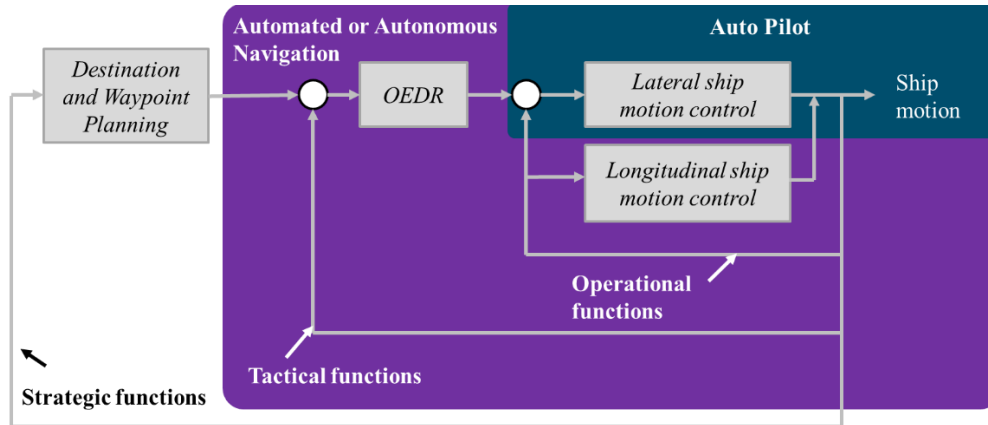 Automated or Autonomous
Navigation
Auto Pilot
Destination
and Waypoint
Planning
OEDR
Lateral ship
motion control
Ship
motion
Longitudinal ship
motion control
Operational
functions
Tactical functions
Strategic functions